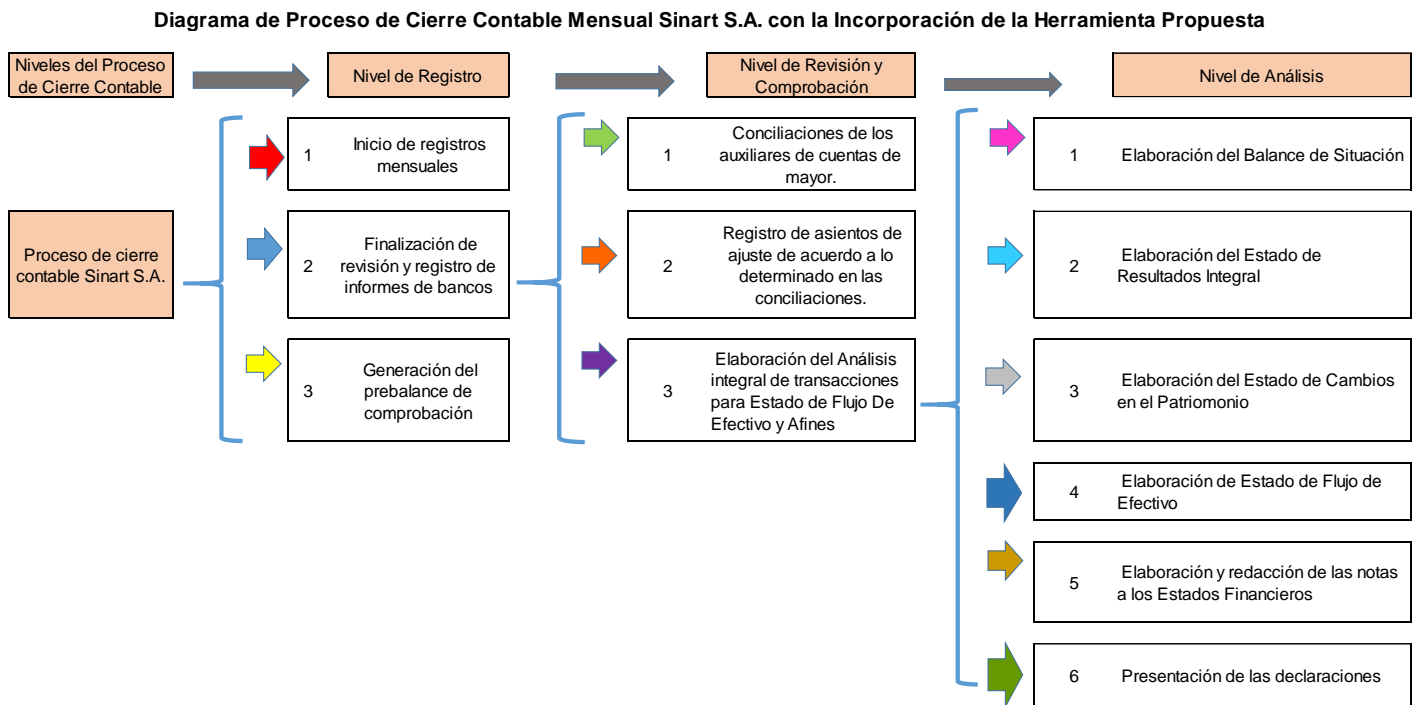 Diagrama de Proceso de Cierre Contable Mensual Sinart S.A. con la Incorporación de la Herramienta Propuesta
Niveles del Proceso
de Cierre Contable
Nivel de Registro
Nivel de Revisión y
Comprobación
Nivel de Análisis
Proceso de cierre
contable Sinart S.A.
1
Inicio de registros
mensuales
2
Finalización de
revisión y registro de
informes de bancos
3
Generación del
prebalance de
comprobación
1
Conciliaciones de los
auxiliares de cuentas de
mayor.
2
Registro de asientos de
ajuste de acuerdo a lo
determinado en las
conciliaciones.
3
Elaboración del Análisis
integral de transacciones
para Estado de Flujo De
Efectivo y Afines
1
Elaboración del Balance de Situación
2
Elaboración del Estado de
Resultados Integral
3
Elaboración del Estado de Cambios
en el Patriomonio
4
Elaboración de Estado de Flujo de
Efectivo
5
Elaboración y redacción de las notas
a los Estados Financieros
6
Presentación de las declaraciones